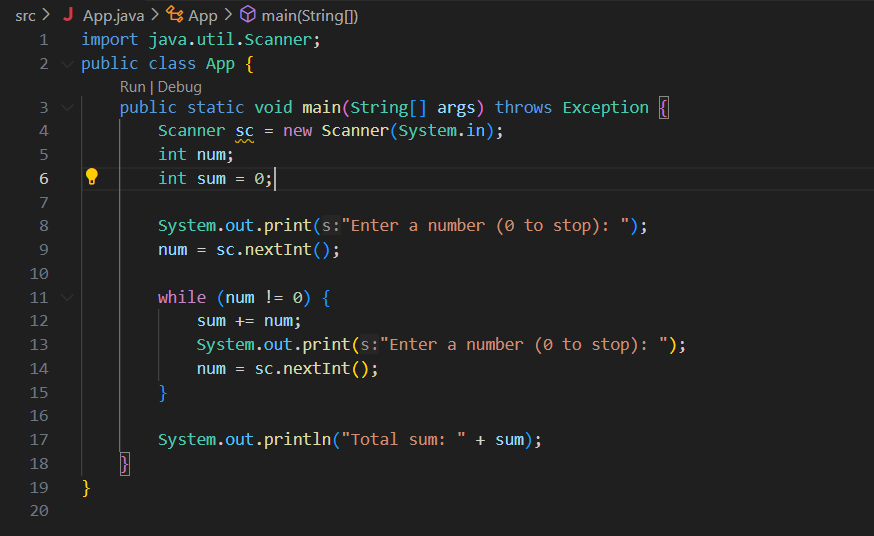 src > J App.java > App > main(String[])
1 import java.util.Scanner;
2 public class App {
Run | Debug
3 public static void main(String[] args) throws Exception {
4 Scanner sc = new Scanner(System.in);
5 int num;
6 int sum = 0;
7
8 System.out.print(s:"Enter a number (0 to stop): ");
9 num = sc.nextInt();
10
11 while (num != 0) {
12 sum += num;
13 System.out.print(s:"Enter a number (0 to stop): ");
14 num = sc.nextInt();
15 }
16
17 System.out.println("Total sum: " + sum);
18 }
19 }
20